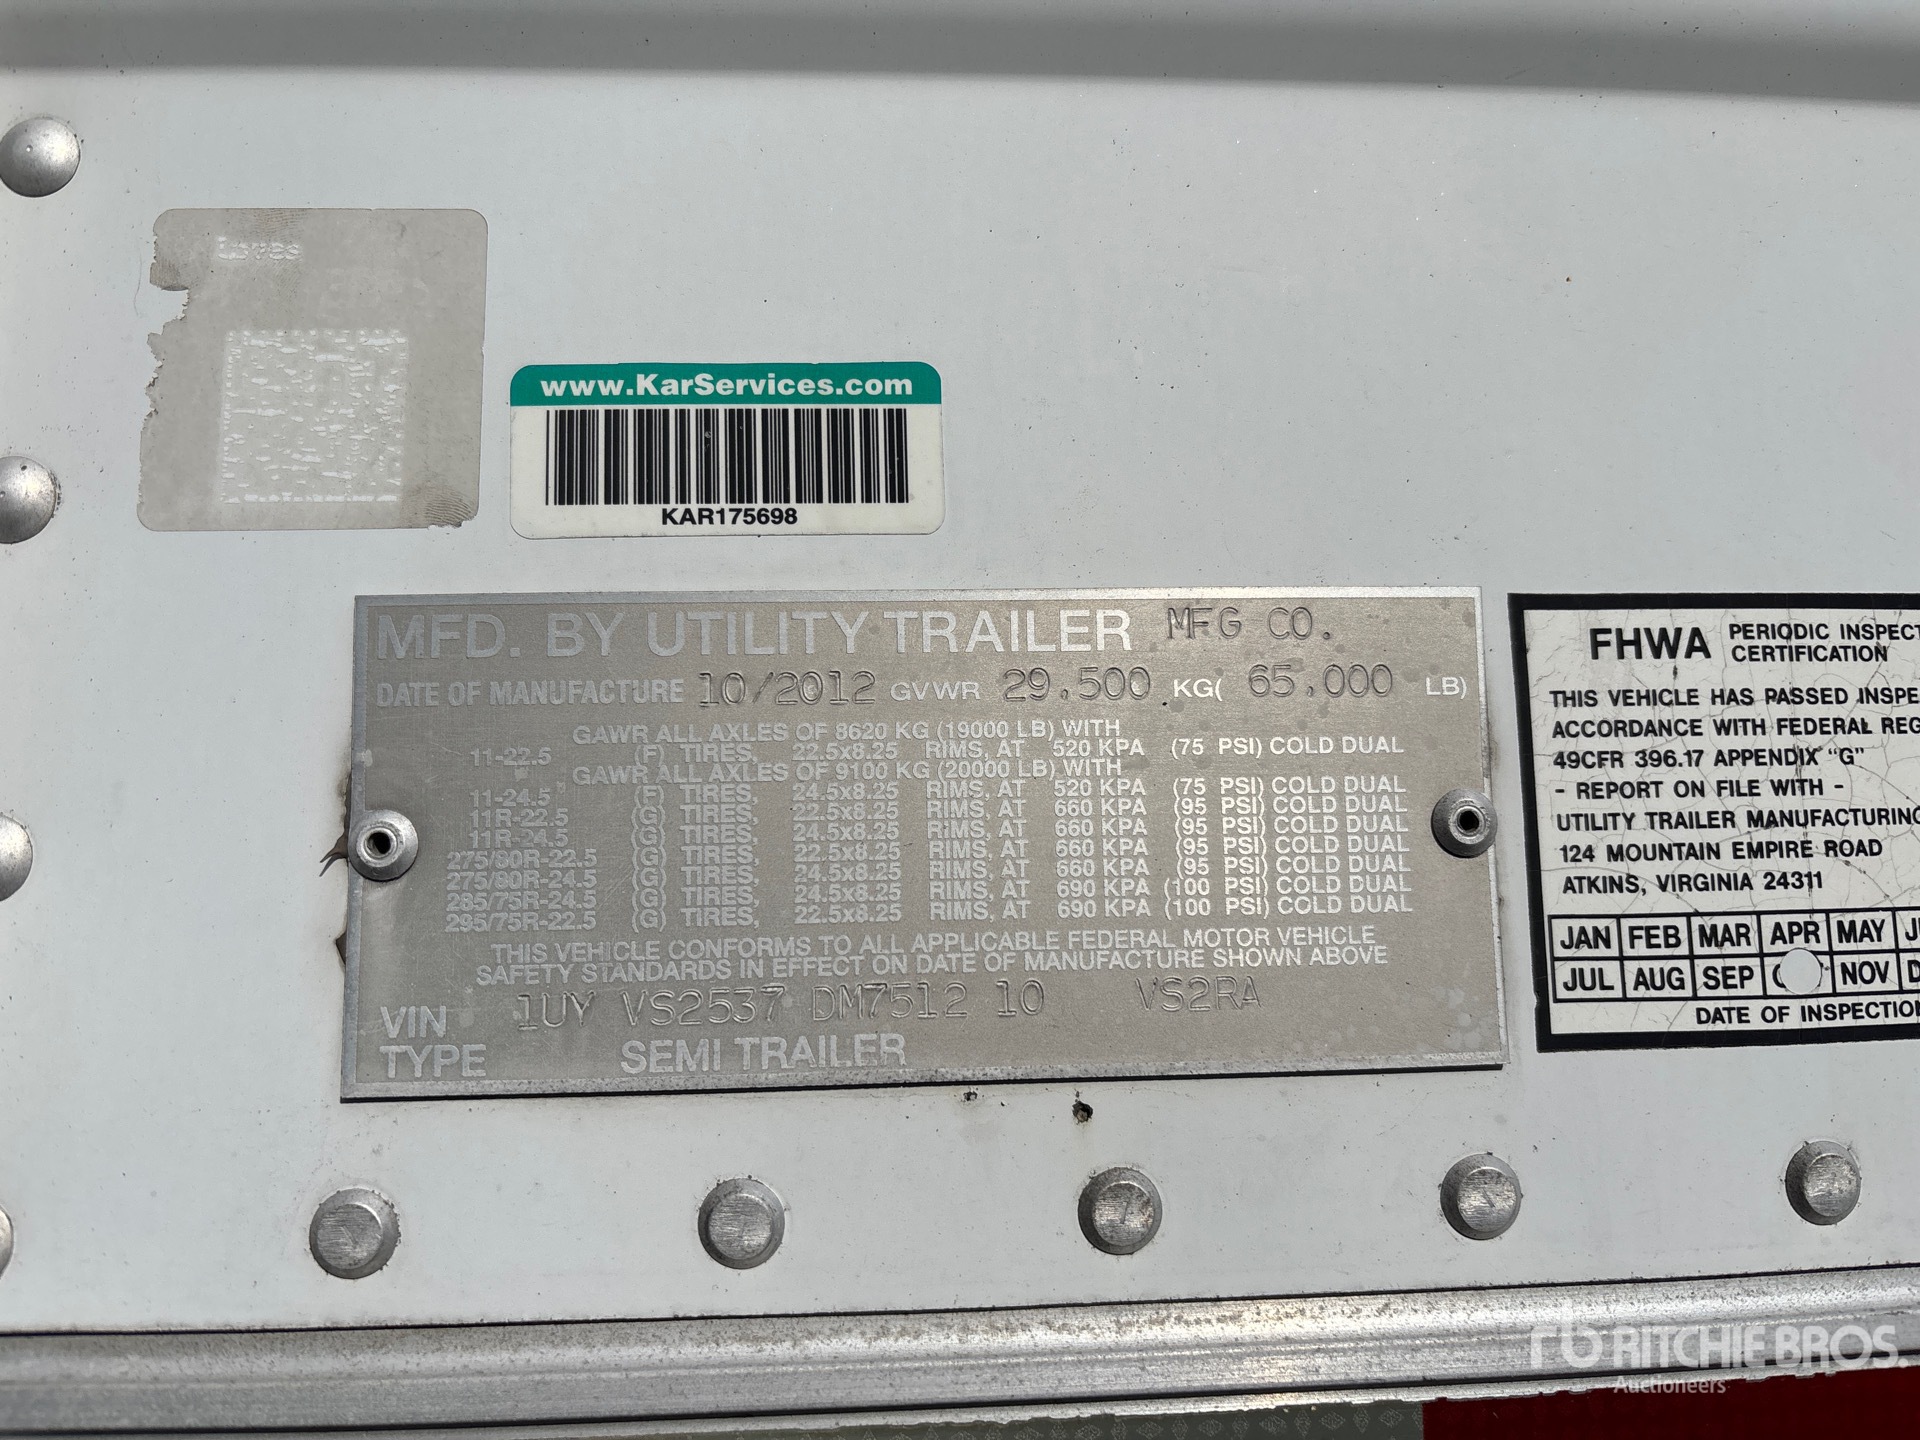 www.KarServices.com
KAR175698
MFD. BY UTILITY TRAILER MFG CO.
DATE OF MANUFACTURE 10/2012 GVWR 29,500 KG( 65,000 LB)
GAWR ALL AXLES OF 8620 KG (19000 LB) WITH
11-22.5 (F) TIRES, 22.5x8.25 RIMS, AT 520 KPA (75 PSI) COLD DUAL
GAWR ALL AXLES OF 9100 KG (20000 LB) WITH
11-24.5 (F) TIRES, 24.5x8.25 RIMS, AT 520 KPA (75 PSI) COLD DUAL
11R-22.5 (G) TIRES, 22.5x8.25 RIMS, AT 660 KPA (95 PSI) COLD DUAL
11R-24.5 (G) TIRES, 24.5x8.25 RIMS, AT 660 KPA (95 PSI) COLD DUAL
275/80R-22.5 (G) TIRES, 22.5x8.25 RIMS, AT 660 KPA (95 PSI) COLD DUAL
275/80R-24.5 (G) TIRES, 24.5x8.25 RIMS, AT 660 KPA (95 PSI) COLD DUAL
285/75R-24.5 (G) TIRES, 24.5x8.25 RIMS, AT 690 KPA (100 PSI) COLD DUAL
295/75R-22.5 (G) TIRES, 22.5x8.25 RIMS, AT 690 KPA (100 PSI) COLD DUAL
THIS VEHICLE CONFORMS TO ALL APPLICABLE FEDERAL MOTOR VEHICLE
SAFETY STANDARDS IN EFFECT ON DATE OF MANUFACTURE SHOWN ABOVE
VIN 1UY VS2537 DM7512 10 VS2RA
TYPE SEMI TRAILER
FHWA PERIODIC INSPECT
CERTIFICATION
THIS VEHICLE HAS PASSED INSPE
ACCORDANCE WITH FEDERAL REG
49CFR 396.17 APPENDIX "G"
- REPORT ON FILE WITH -
UTILITY TRAILER MANUFACTURING
124 MOUNTAIN EMPIRE ROAD
ATKINS, VIRGINIA 24311
JAN FEB MAR APR MAY
JUL AUG SEP NOV D
DATE OF INSPECTION
rb RITCHIE BROS.
Auctioneers